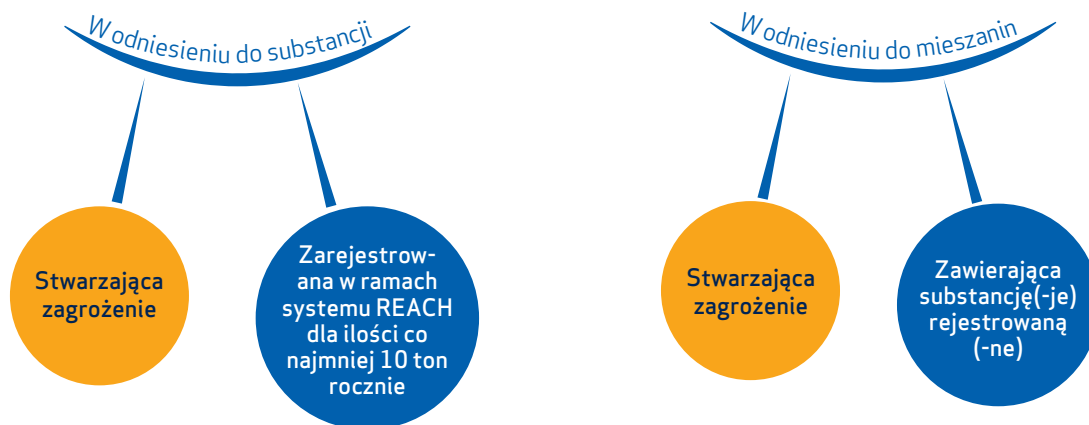 W odniesieniu do substancji
Stwarzająca
zagrożenie
Zarejestrow-
ana w ramach
systemu REACH
dla ilości co
najmniej 10 ton
rocznie
W odniesieniu do mieszanin
Stwarzająca
zagrożenie
Zawierająca
substancję(-je)
rejestrowaną
(-ne)